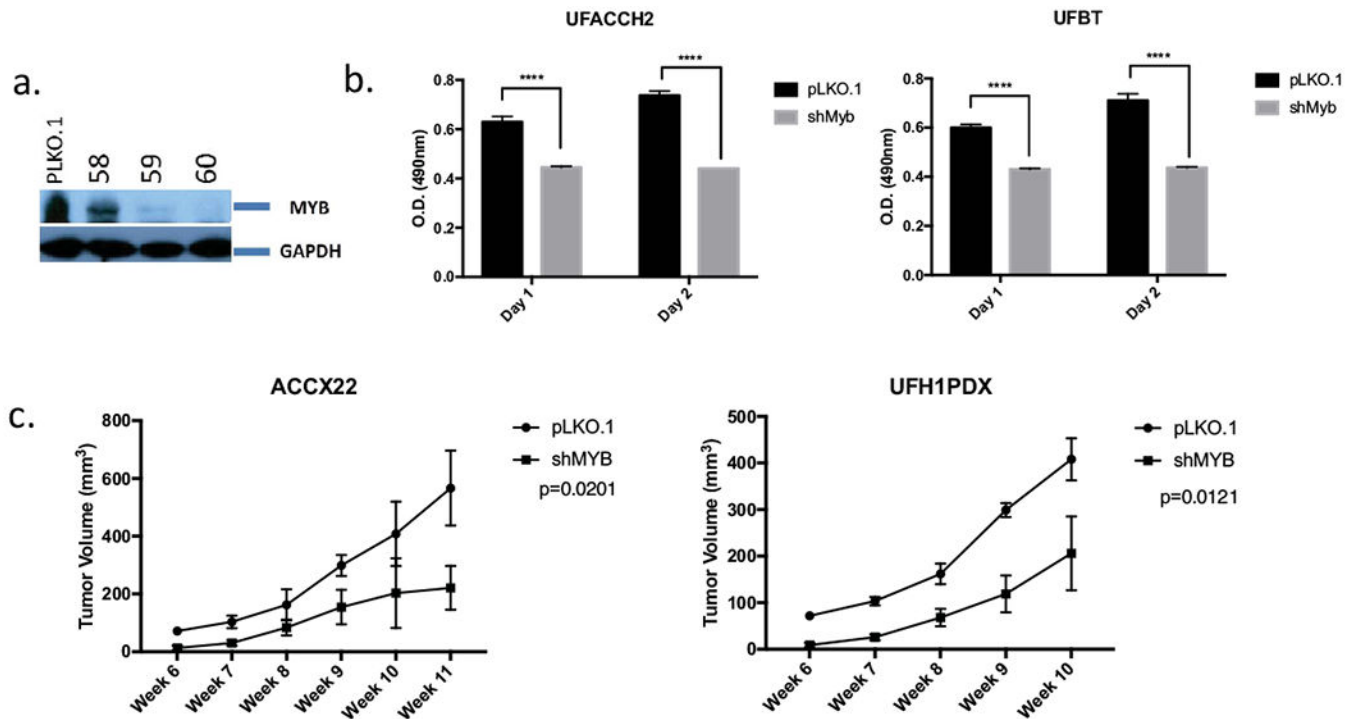 a.
PLKO.1
58
59
60
MYB
GAPDH
b.
UFACCH2
O.D. (490nm)
0.8
0.6
0.4
0.2
0.0
****
****
Day 1
Day 2
pLKO.1
shMyb
UFBT
O.D. (490nm)
0.8
0.6
0.4
0.2
0.0
****
****
Day 1
Day 2
pLKO.1
shMyb
c.
ACCX22
Tumor Volume (mm³)
800
600
400
200
0
Week 6
Week 7
Week 8
Week 9
Week 10
Week 11
pLKO.1
shMYB
p=0.0201
UFH1PDX
Tumor Volume (mm³)
500
400
300
200
100
0
Week 6
Week 7
Week 8
Week 9
Week 10
pLKO.1
shMYB
p=0.0121